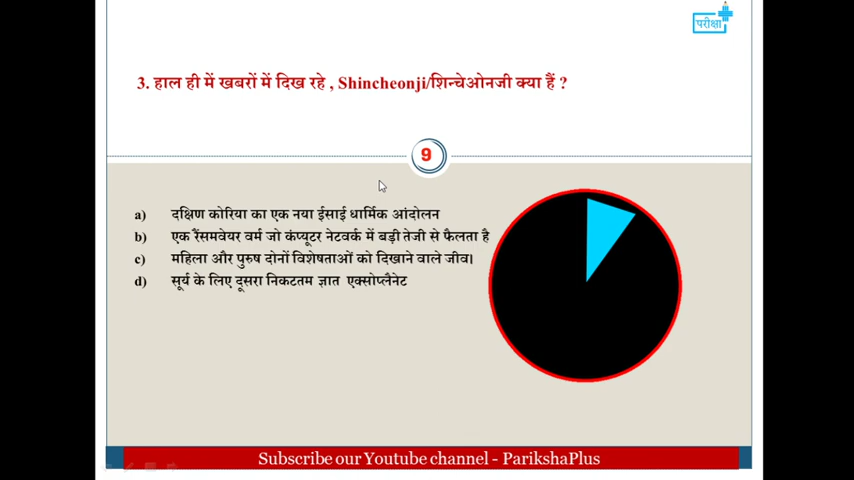 परीक्षा
3. हाल ही में खबरों में दिख रहे , Shincheonji/शिन्चेओनजी क्या हैं ?
9
a) दक्षिण कोरिया का एक नया ईसाई धार्मिक आंदोलन
b) एक रैंसमवेयर वर्म जो कंप्यूटर नेटवर्क में बड़ी तेजी से फैलता है
c) महिला और पुरुष दोनों विशेषताओं को दिखाने वाले जीव।
d) सूर्य के लिए दूसरा निकटतम ज्ञात एक्सोप्लैनेट
Subscribe our Youtube channel - ParikshaPlus